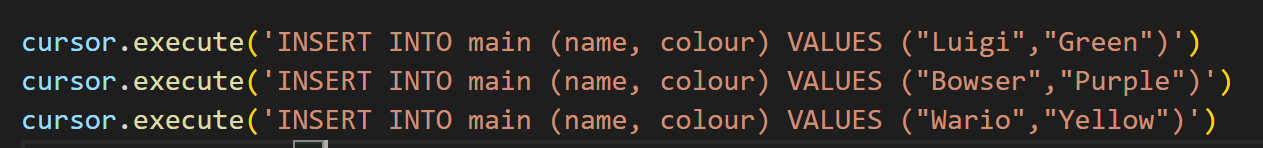 cursor.execute('INSERT INTO main (name, colour) VALUES ("Luigi","Green")')
cursor.execute('INSERT INTO main (name, colour) VALUES ("Bowser","Purple")')
cursor.execute('INSERT INTO main (name, colour) VALUES ("Wario","Yellow")')